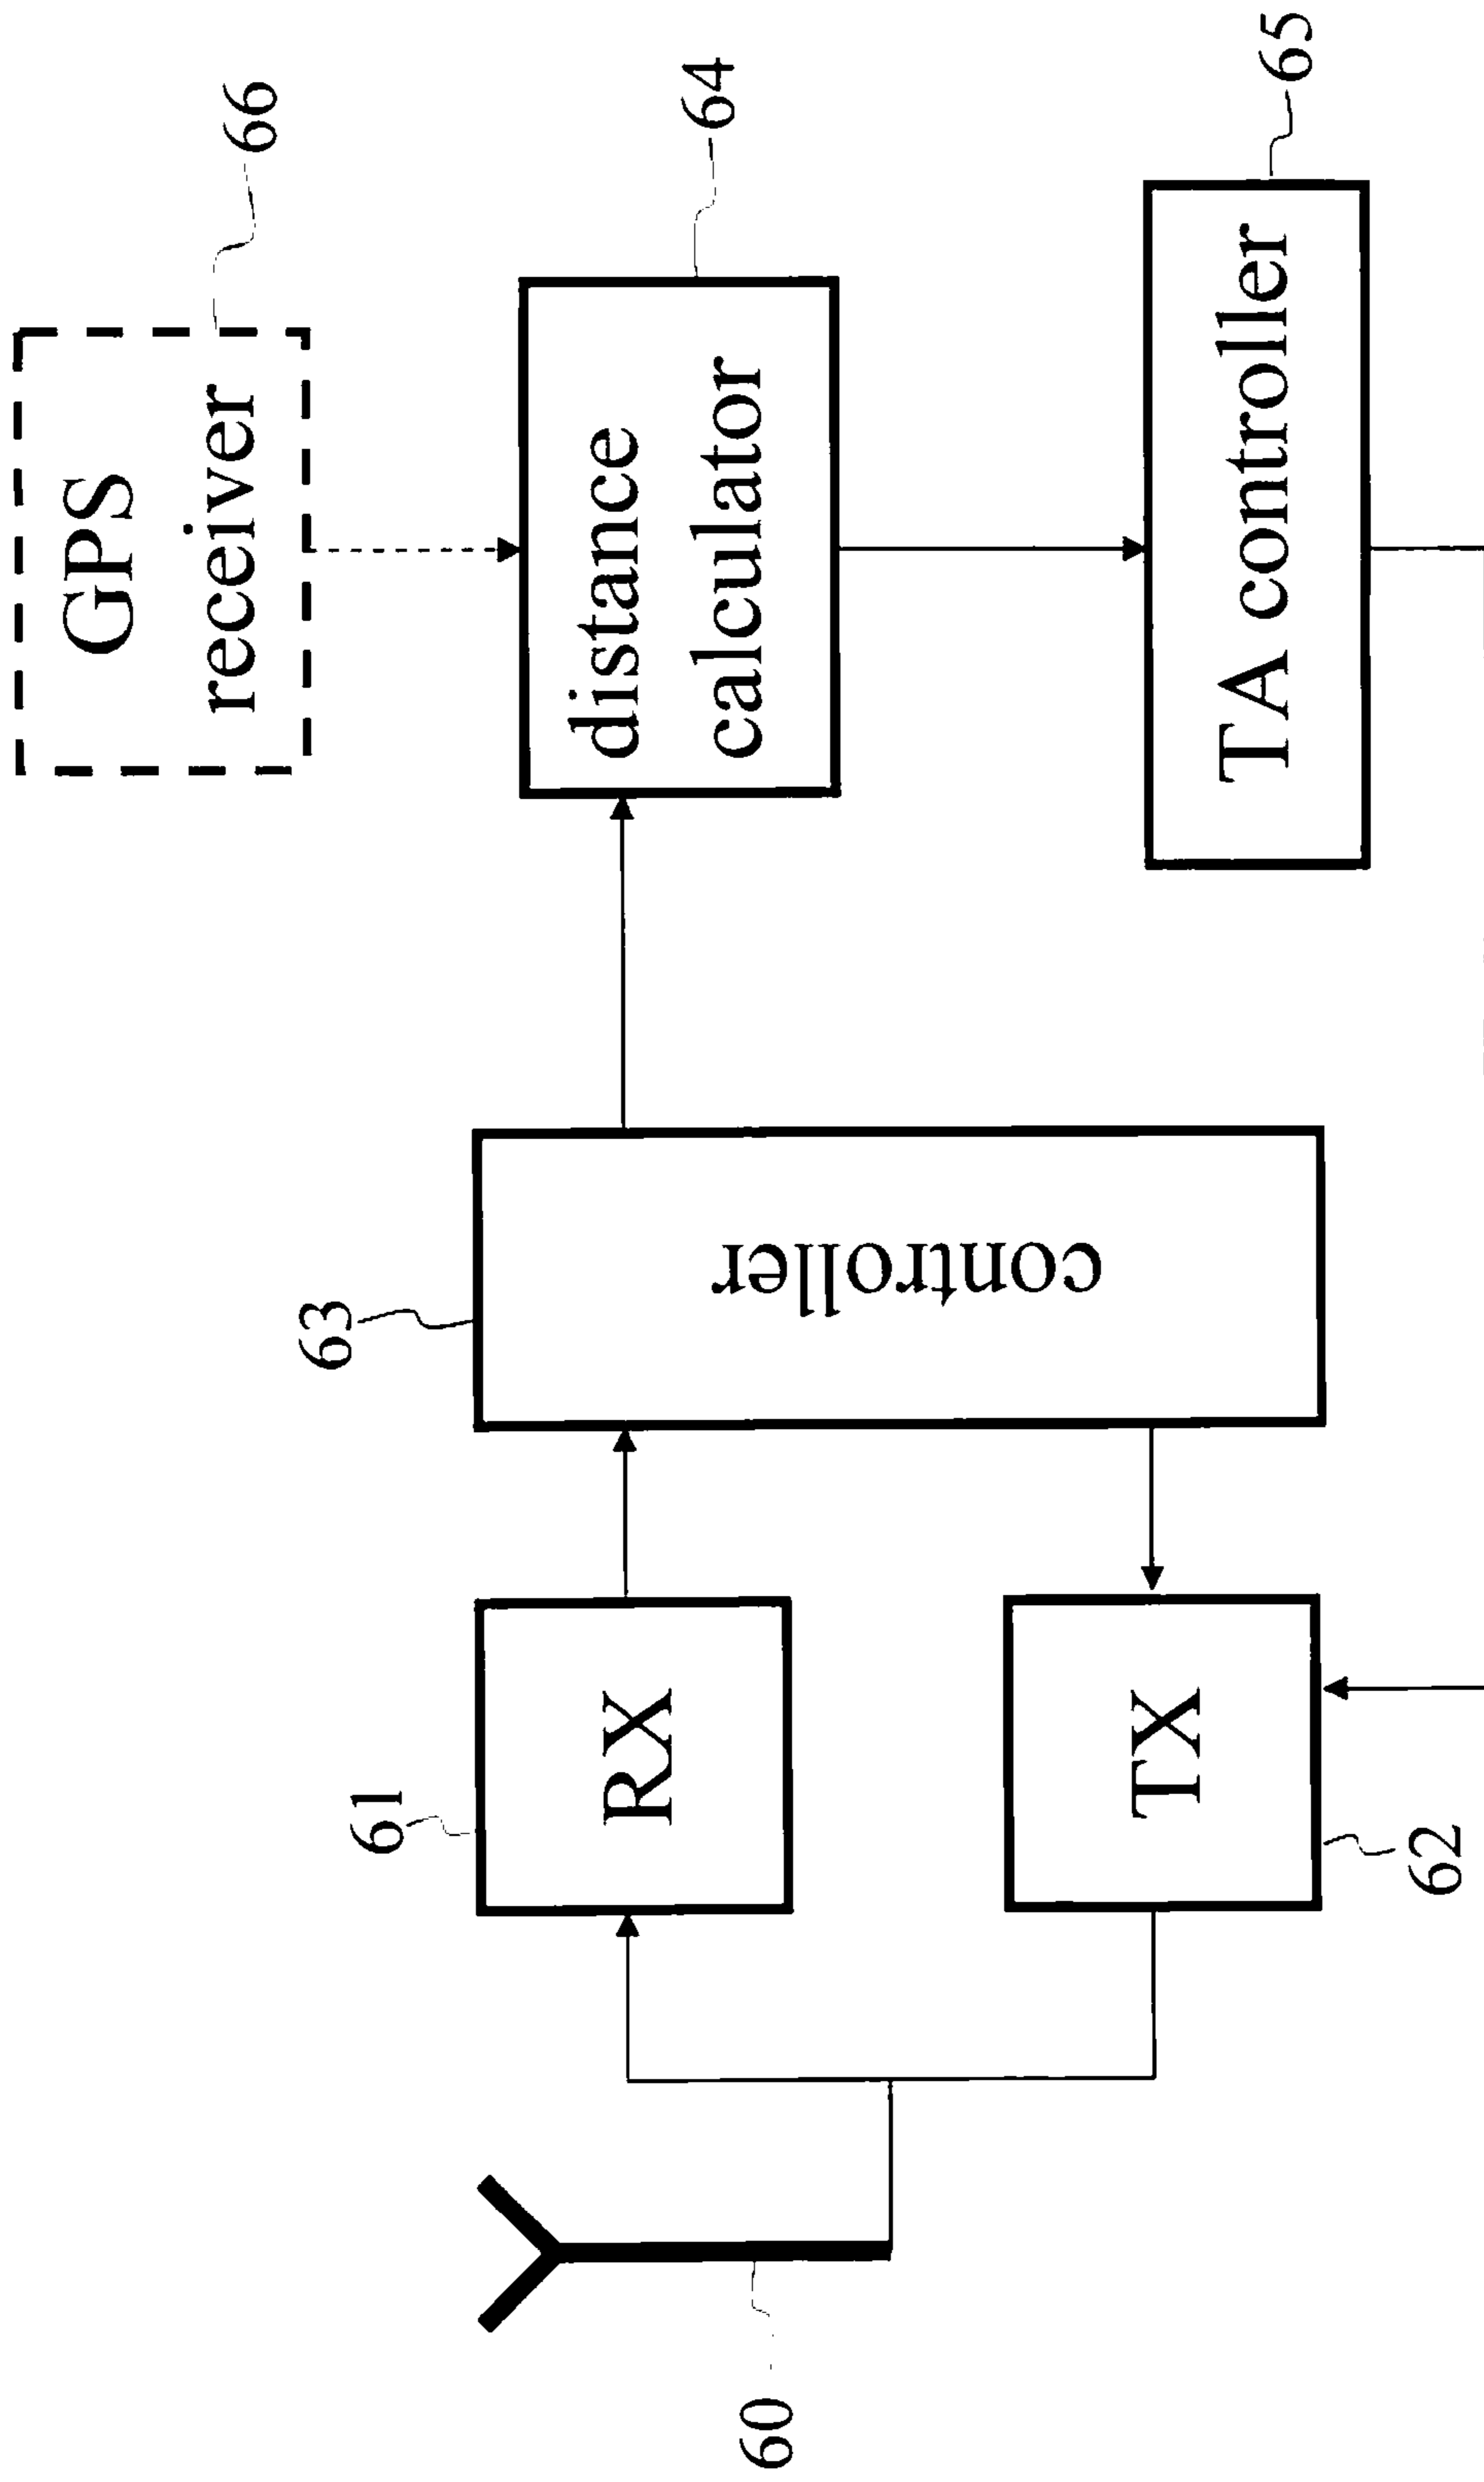 GPS
receiver
66
distance
calculator
64
TA controller
65
controller
63
RX
61
TX
62
60